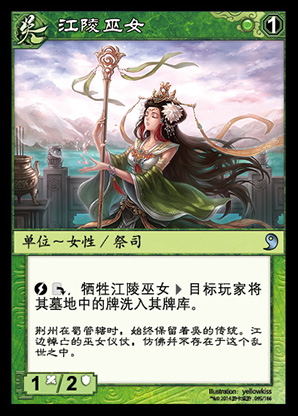 江陵巫女
1
单位~女性/祭司
，牺牲江陵巫女▶目标玩家将
其墓地中的牌洗入其牌库。
荆州在蜀管辖时，始终保留着吴的传统。江
边悼亡的巫女仪仗，仿佛并不存在于这个乱
世之中。
1 / 2
Illustration: yellowkiss